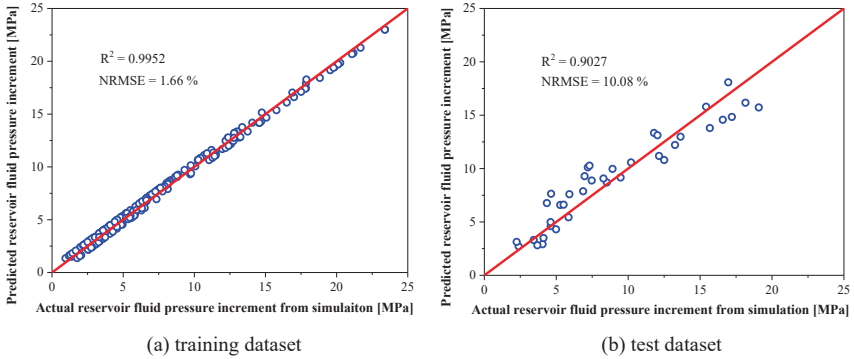 Predicted reservoir fluid pressure increment [MPa]
25
20
15
10
5
0
R² = 0.9952
NRMSE = 1.66 %
0 5 10 15 20 25
Actual reservoir fluid pressure increment from simulaiton [MPa]
(a) training dataset
Predicted reservoir fluid pressure increment [MPa]
25
20
15
10
5
0
R² = 0.9027
NRMSE = 10.08 %
0 5 10 15 20 25
Actual reservoir fluid pressure increment from simulation [MPa]
(b) test dataset